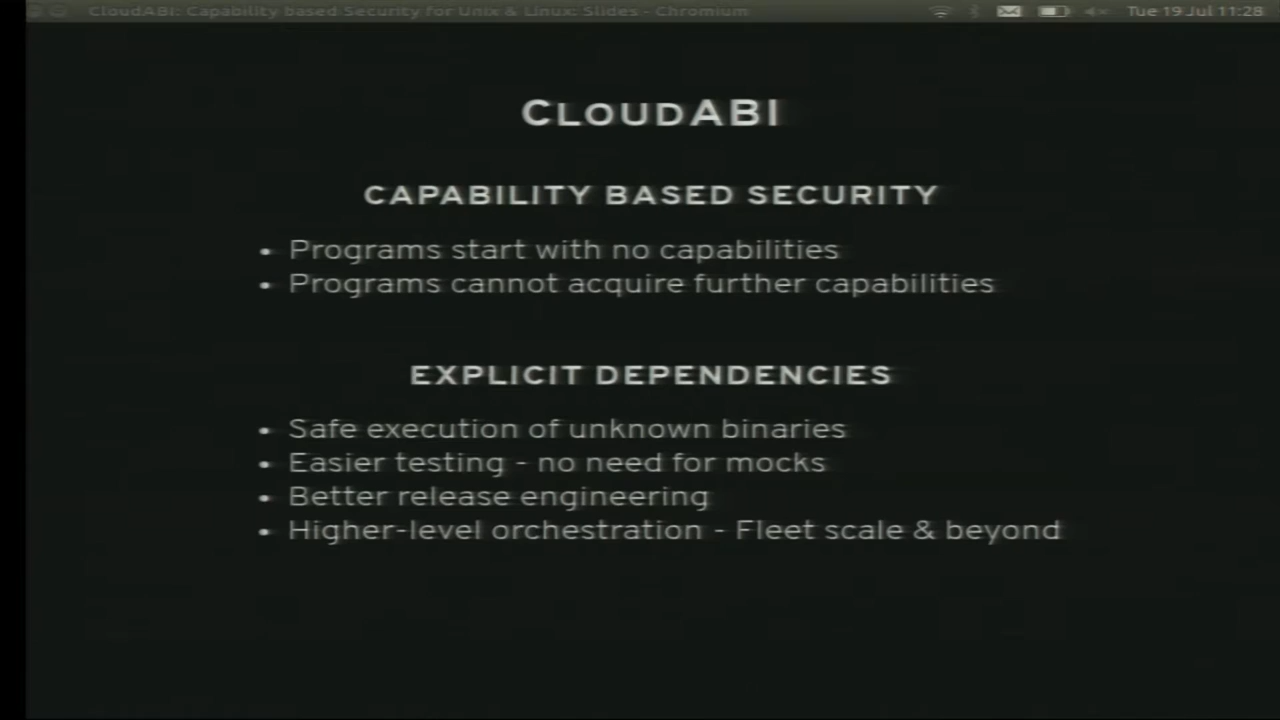 CloudABI: Capability based Security for Unix & Linux: Slides - Chromium
Tue 19 Jul 11:28
CLOUDABI
CAPABILITY BASED SECURITY
• Programs start with no capabilities
• Programs cannot acquire further capabilities
EXPLICIT DEPENDENCIES
• Safe execution of unknown binaries
• Easier testing - no need for mocks
• Better release engineering
• Higher-level orchestration - Fleet scale & beyond